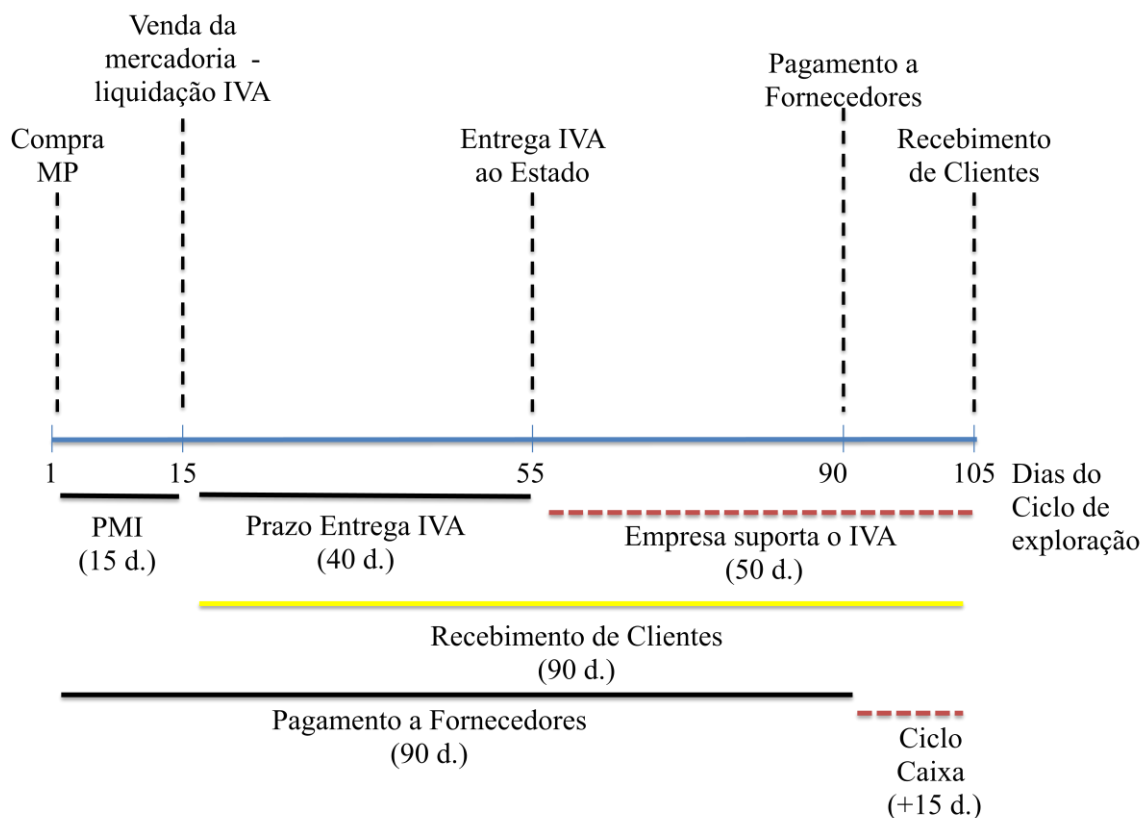 Venda da
mercadoria -
liquidação IVA
Pagamento a
Fornecedores
Compra
MP
Entrega IVA
ao Estado
Recebimento
de Clientes
1
15
55
90
105
Dias do
Ciclo de
exploração
PMI
(15 d.)
Prazo Entrega IVA
(40 d.)
Empresa suporta o IVA
(50 d.)
Recebimento de Clientes
(90 d.)
Pagamento a Fornecedores
(90 d.)
Ciclo
Caixa
(+15 d.)